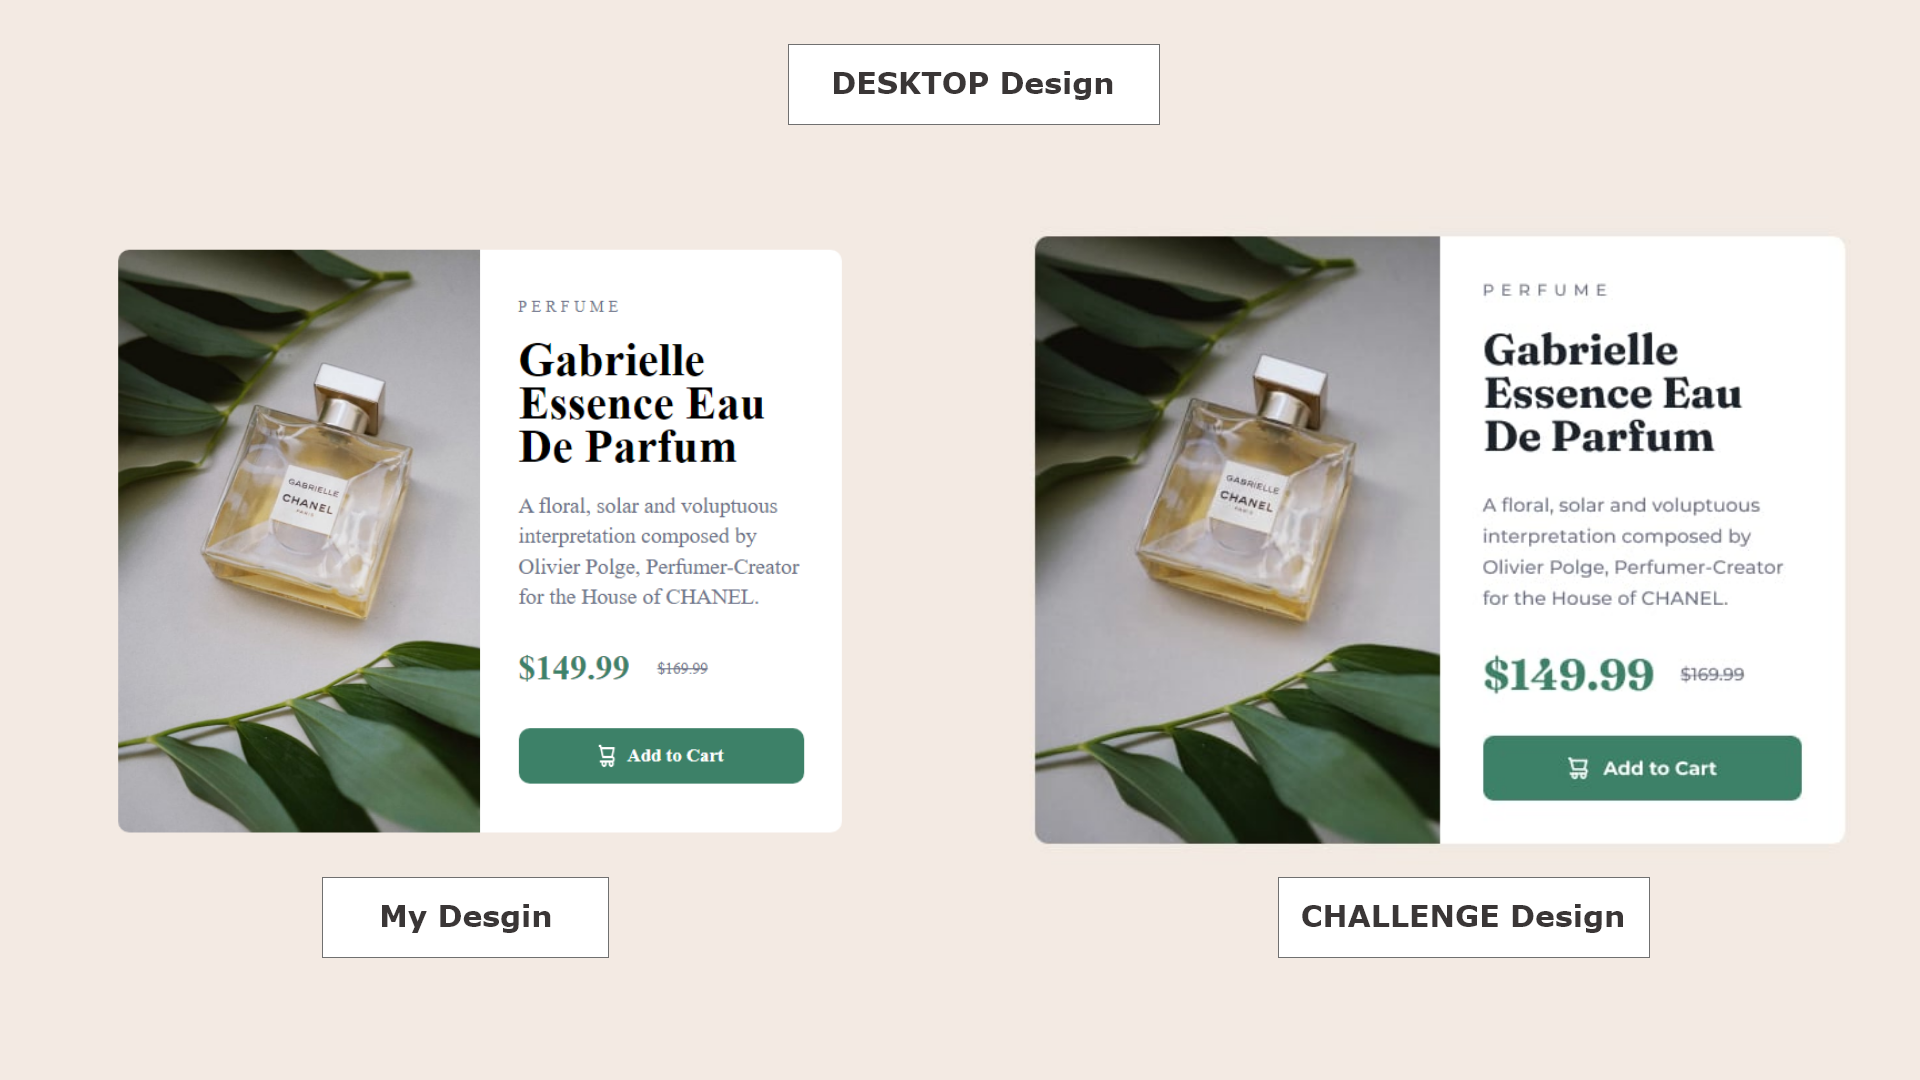 DESKTOP Design
GABRIELLE
CHANEL
PARIS
PERFUME
Gabrielle
Essence Eau
De Parfum
A floral, solar and voluptuous
interpretation composed by
Olivier Polge, Perfumer-Creator
for the House of CHANEL.
$149.99 $169.99
Add to Cart
My Desgin
GABRIELLE
CHANEL
PARIS
PERFUME
Gabrielle
Essence Eau
De Parfum
A floral, solar and voluptuous
interpretation composed by
Olivier Polge, Perfumer-Creator
for the House of CHANEL.
$149.99 $169.99
Add to Cart
CHALLENGE Design